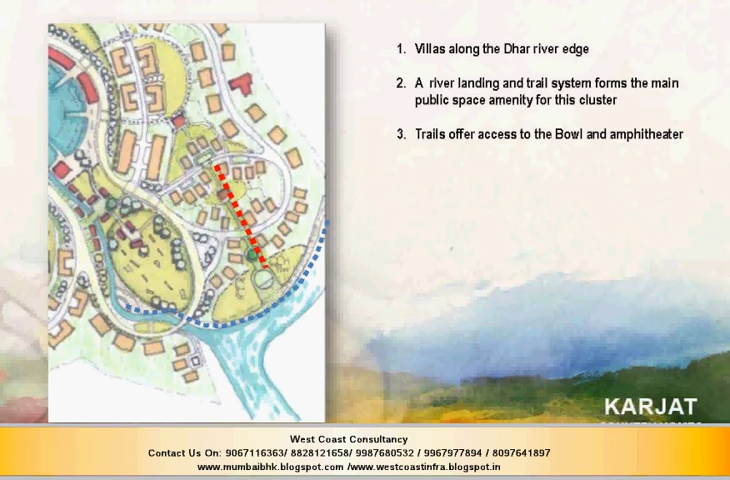 1. Villas along the Dhar river edge
2. A river landing and trail system forms the main
public space amenity for this cluster
3. Trails offer access to the Bowl and amphitheater
KARJAT
West Coast Consultancy
Contact Us On: 9067116363/ 8828121658/ 9987680532 / 9967977894 / 8097641897
www.mumbaibhk.blogspot.com /www.westcoastinfra.blogspot.in